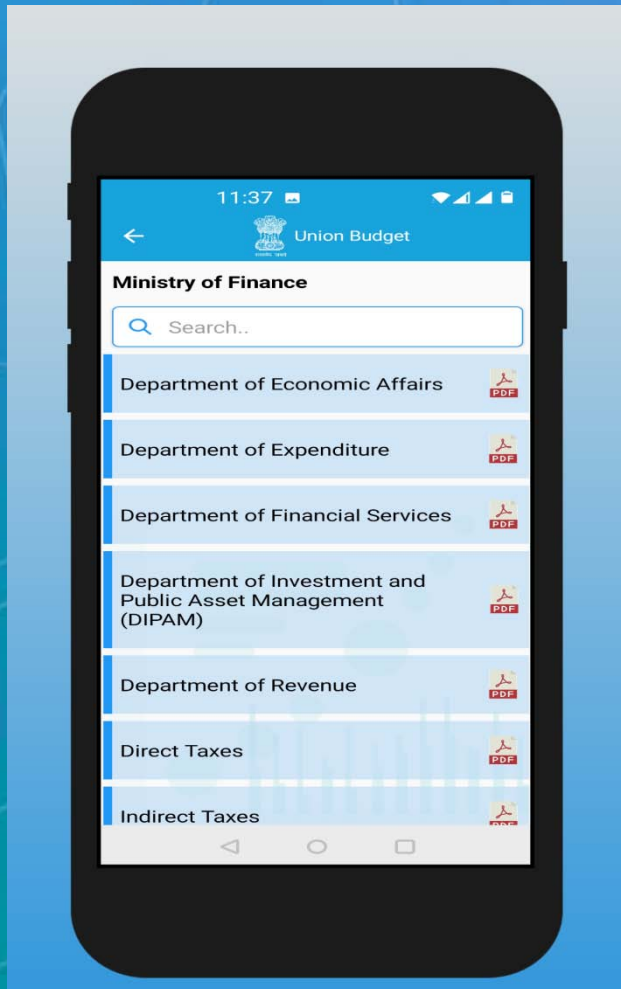 11:37
Union Budget
Ministry of Finance
Search..
Department of Economic Affairs
PDF
Department of Expenditure
PDF
Department of Financial Services
PDF
Department of Investment and
Public Asset Management
(DIPAM)
PDF
Department of Revenue
PDF
Direct Taxes
PDF
Indirect Taxes
PDF